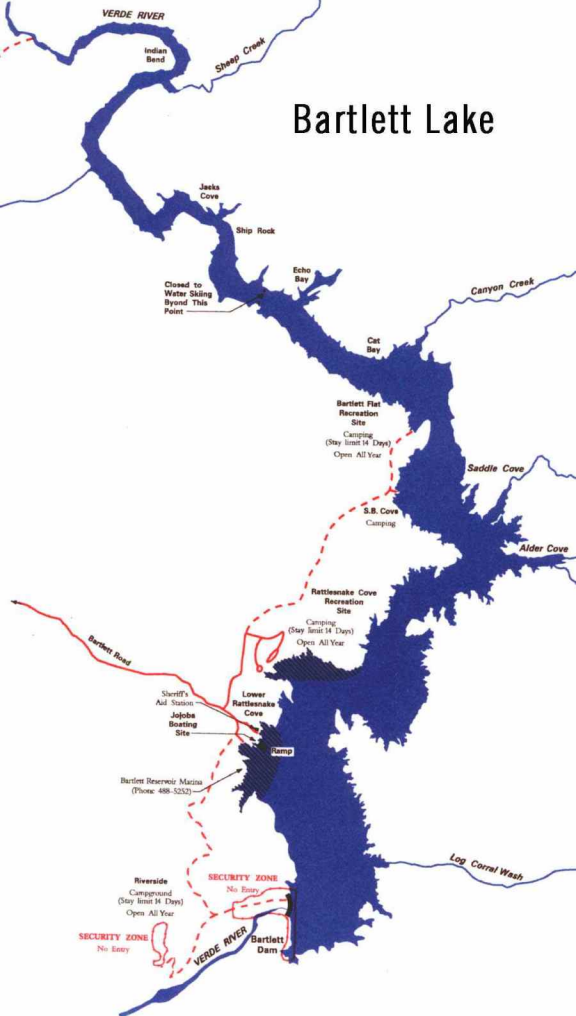 VERDE RIVER
Indian
Bend
Sheep Creek
Bartlett Lake
Jacks
Cove
Ship Rock
Echo
Bay
Closed to
Water Skiing
Byond This
Point
Canyon Creek
Cat
Bay
Bartlett Flat
Recreation
Site
Camping
(Stay limit 14 Days)
Open All Year
Saddle Cove
S.B. Cove
Camping
Alder Cove
Rattlesnake Cove
Recreation
Site
Camping
(Stay limit 14 Days)
Open All Year
Bartlett Road
Sheriff's
Aid Station
Lower
Rattlesnake
Cove
Jojoba
Boating
Site
Ramp
Bartlett Reservoir Marina
(Phone 488-5252)
Log Corral Wash
Riverside
Campground
(Stay limit 14 Days)
Open All Year
SECURITY ZONE
No Entry
SECURITY ZONE
No Entry
VERDE RIVER
Bartlett
Dam